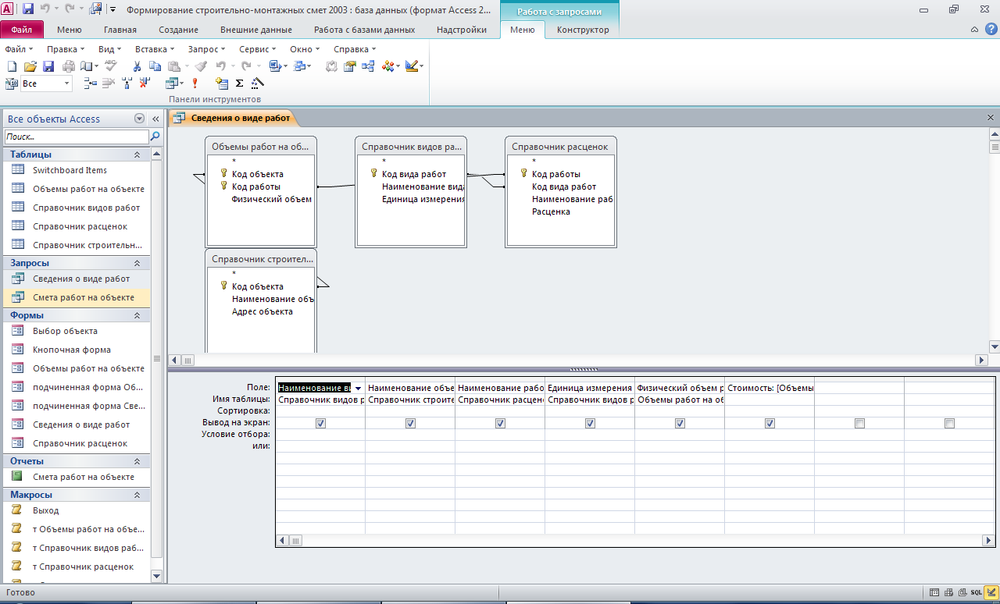 Формирование строительно-монтажных смет 2003 : база данных (формат Access 2...
Работа с запросами
Файл
Меню
Главная
Создание
Внешние данные
Работа с базами данных
Надстройки
Меню
Конструктор
Файл
Правка
Вид
Вставка
Запрос
Сервис
Окно
Справка
Все
Панели инструментов
Все объекты Access
Поиск...
Таблицы
Switchboard Items
Объемы работ на объекте
Справочник видов работ
Справочник расценок
Справочник строительн...
Запросы
Сведения о виде работ
Смета работ на объекте
Формы
Выбор объекта
Кнопочная форма
Объемы работ на объекте
подчиненная форма Об...
подчиненная форма Све...
Сведения о виде работ
Справочник расценок
Отчеты
Смета работ на объекте
Макросы
Выход
т Объемы работ на объе...
т Справочник видов раб...
т Справочник расценок
Сведения о виде работ
Объемы работ на об...
*
Код объекта
Код работы
Физический объем
Справочник видов ра...
*
Код вида работ
Наименование вида
Единица измерения
Справочник расценок
*
Код работы
Код вида работ
Наименование раб
Расценка
Справочник строител...
*
Код объекта
Наименование объ
Адрес объекта
Поле:
Наименование ви
Наименование объе
Наименование рабо
Единица измерения
Физический объем р
Стоимость: [Объемы
Имя таблицы:
Справочник видов р
Справочник строите
Справочник расцен
Справочник видов р
Объемы работ на об
Сортировка:
Вывод на экран:
Условие отбора:
или:
Готово
SQL